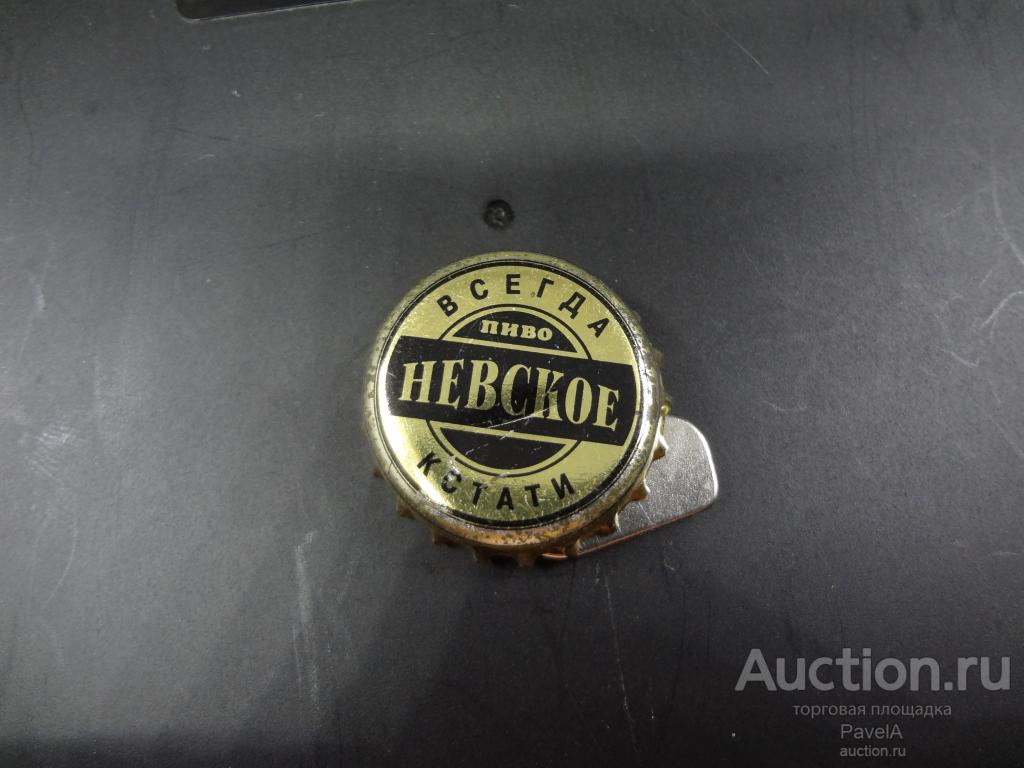 ВСЕГДА
пиво
НЕВСКОЕ
КСТАТИ
Auction.ru
торговая площадка
PavelA
auction.ru